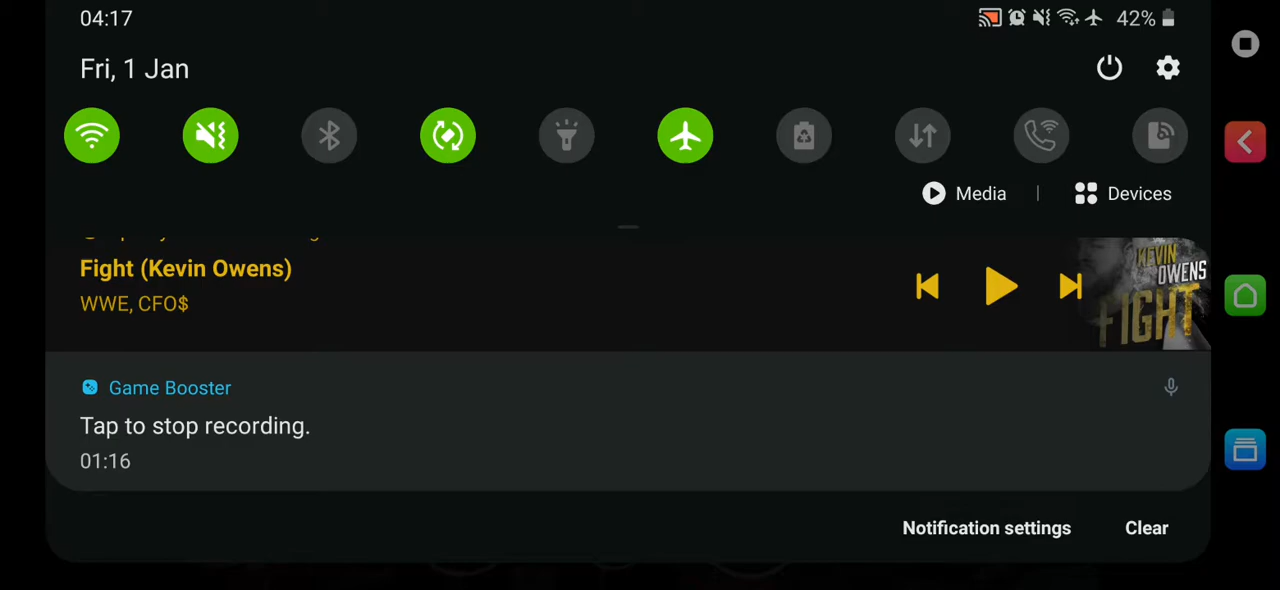 04:17
42%
Fri, 1 Jan
Media
Devices
Fight (Kevin Owens)
WWE, CFO$
KEVIN
OWENS
FIGHT
Game Booster
Tap to stop recording.
01:16
Notification settings
Clear